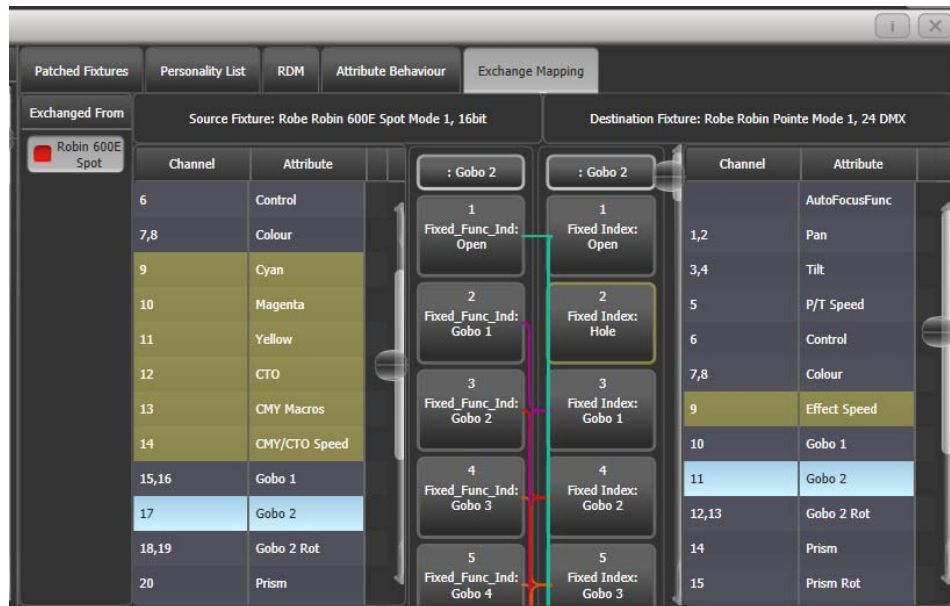 i
Patched Fixtures
Personality List
RDM
Attribute Behaviour
Exchange Mapping
Exchanged From
Source Fixture: Robe Robin 600E Spot Mode 1, 16bit
Destination Fixture: Robe Robin Pointe Mode 1, 24 DMX
Robin 600E
Spot
Channel Attribute
6 Control
7,8 Colour
9 Cyan
10 Magenta
11 Yellow
12 CTO
13 CMY Macros
14 CMY/CTO Speed
15,16 Gobo 1
17 Gobo 2
18,19 Gobo 2 Rot
20 Prism
: Gobo 2
1
Fixed_Func_Ind:
Open
2
Fixed_Func_Ind:
Gobo 1
3
Fixed_Func_Ind:
Gobo 2
4
Fixed_Func_Ind:
Gobo 3
5
Fixed_Func_Ind:
Gobo 4
: Gobo 2
1
Fixed Index:
Open
2
Fixed Index:
Hole
3
Fixed Index:
Gobo 1
4
Fixed Index:
Gobo 2
5
Fixed Index:
Gobo 3
Channel Attribute
AutoFocusFunc
1,2 Pan
3,4 Tilt
5 P/T Speed
6 Control
7,8 Colour
9 Effect Speed
10 Gobo 1
11 Gobo 2
12,13 Gobo 2 Rot
14 Prism
15 Prism Rot